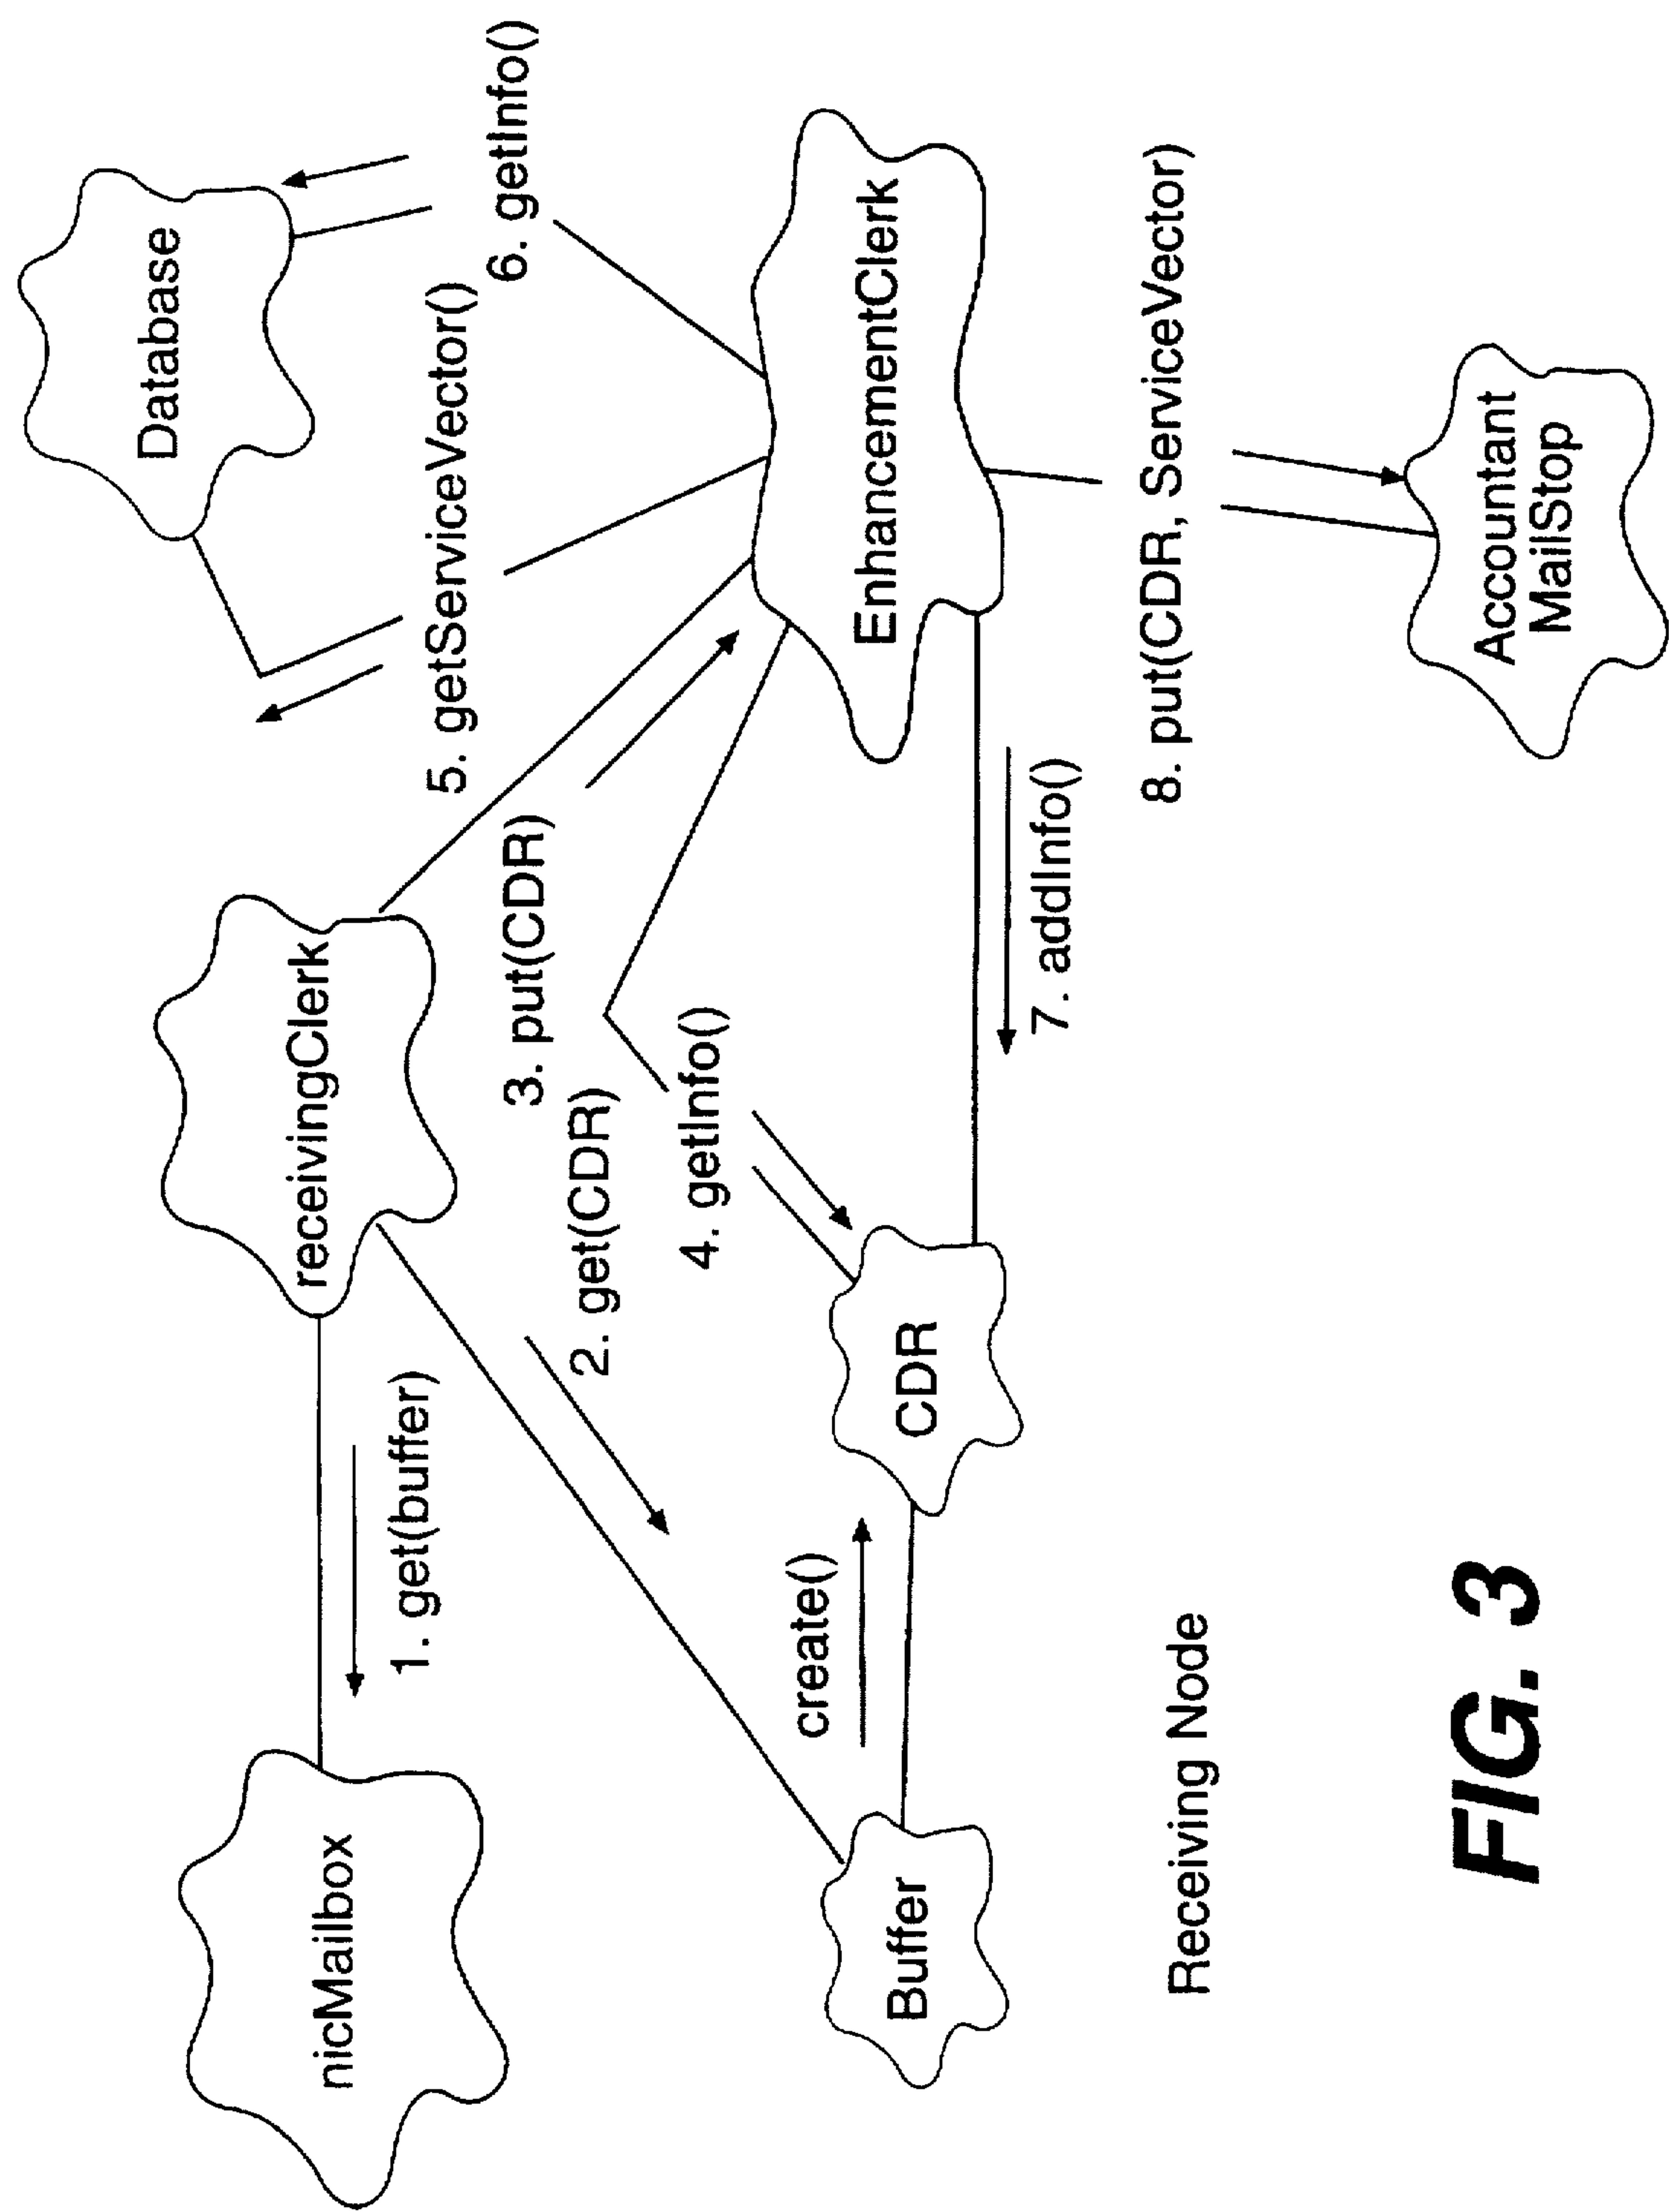 Database
6. getInfo()
5. getServiceVector()
receivingClerk
nicMailbox
1. get(buffer)
3. put(CDR)
2. get(CDR)
4. getInfo()
EnhancementClerk
create()
CDR
Buffer
7. addInfo()
8. put(CDR, ServiceVector)
Accountant
MailStop
Receiving Node
FIG. 3